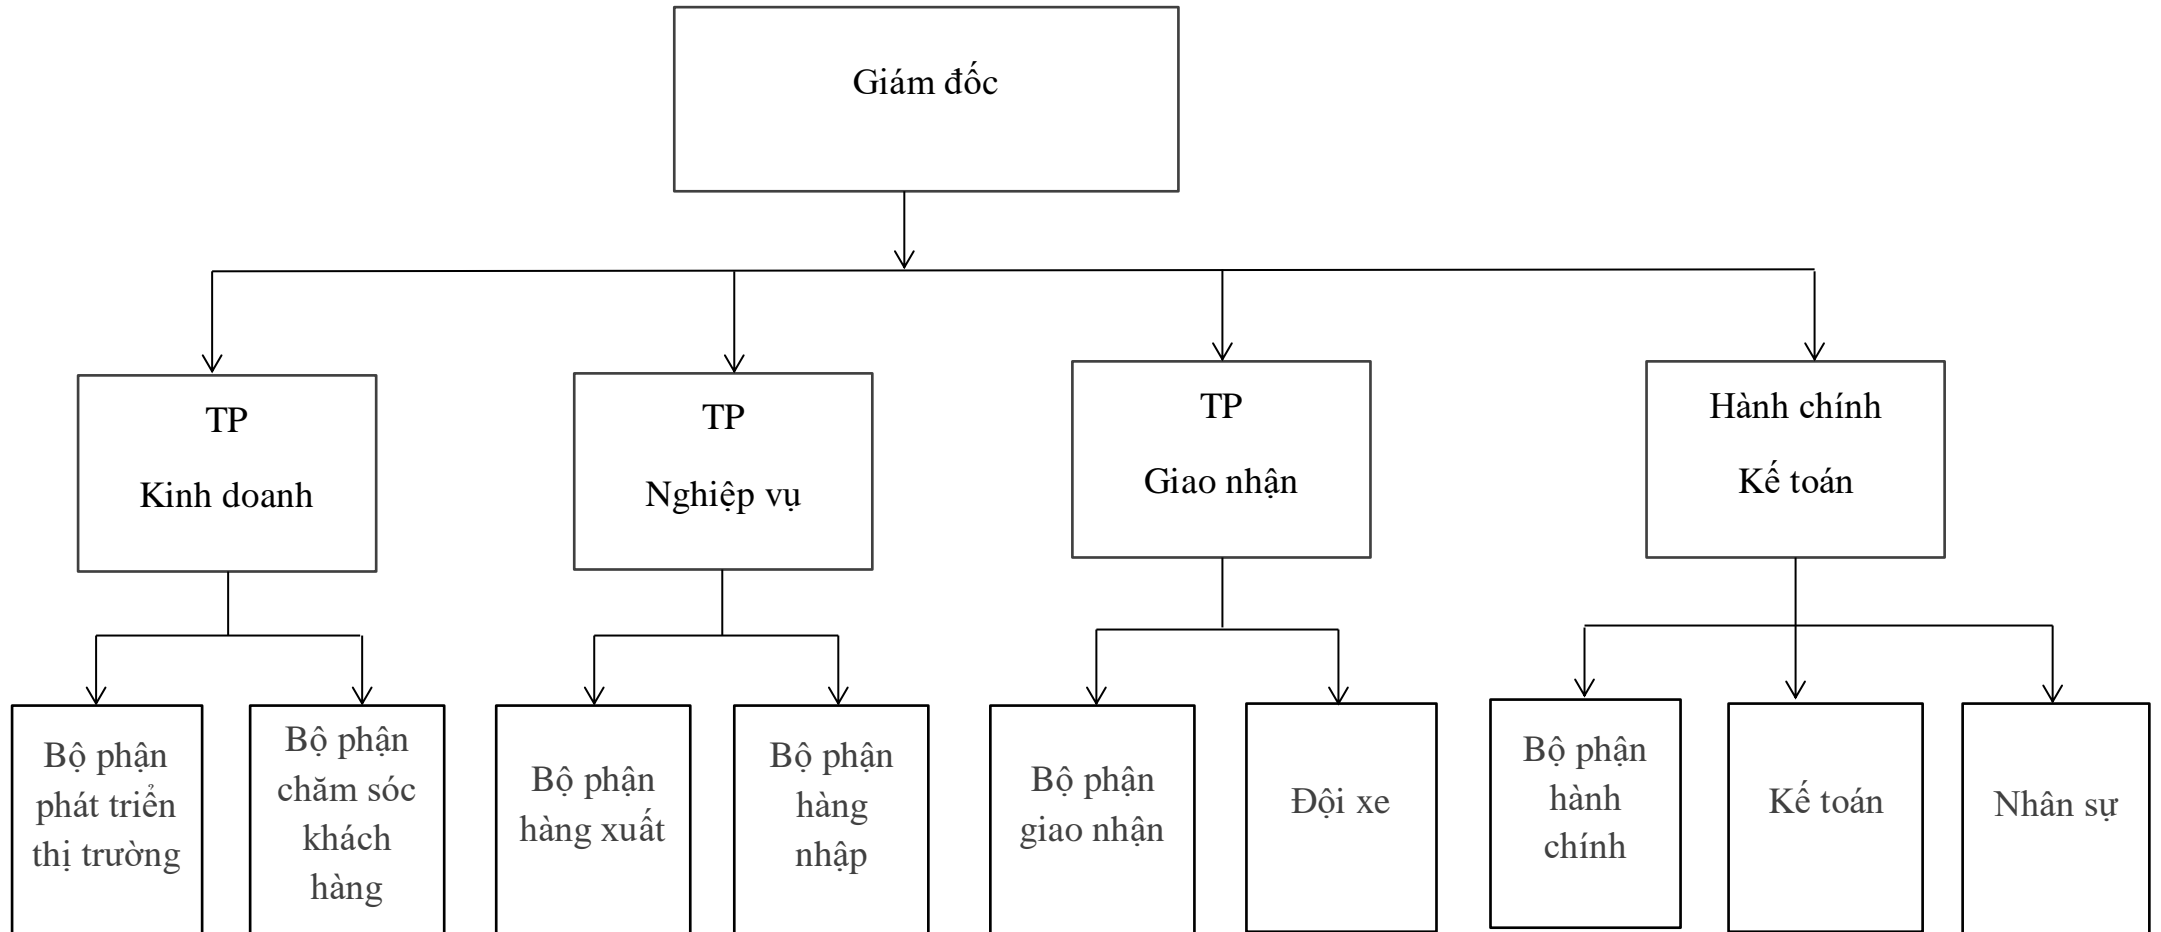 Giám đốc
TP
Kinh doanh
TP
Nghiệp vụ
TP
Giao nhận
Hành chính
Kế toán
Bộ phận
phát triển
thị trường
Bộ phận
chăm sóc
khách
hàng
Bộ phận
hàng xuất
Bộ phận
hàng
nhập
Bộ phận
giao nhận
Đội xe
Bộ phận
hành
chính
Kế toán
Nhân sự